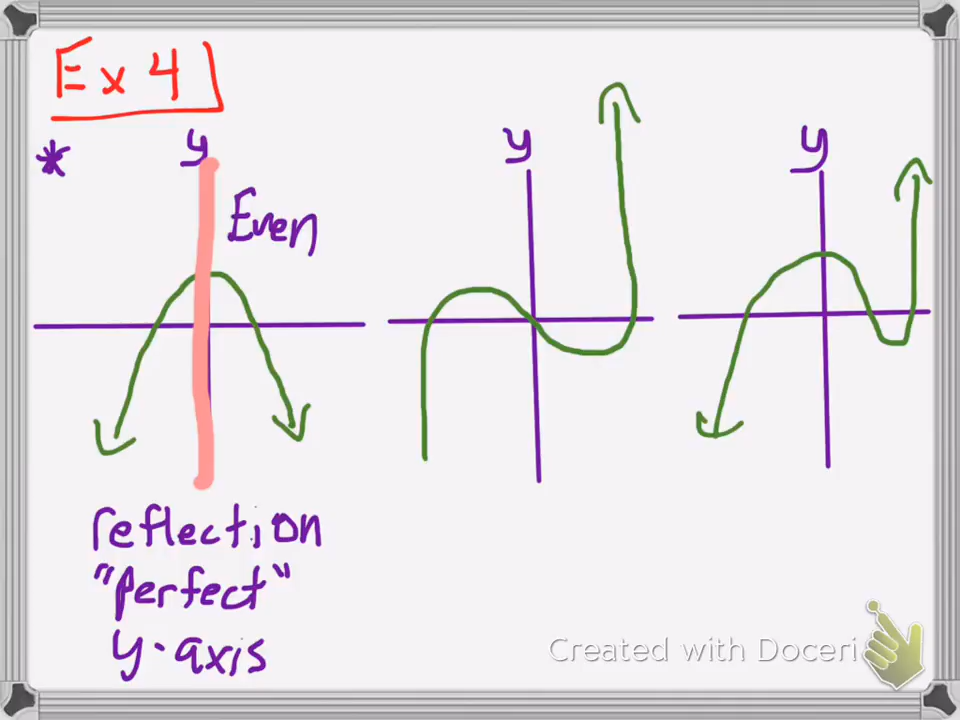 Ex 4
*
y
Even
y
y
reflection
"perfect"
y-axis
Created with Doceri